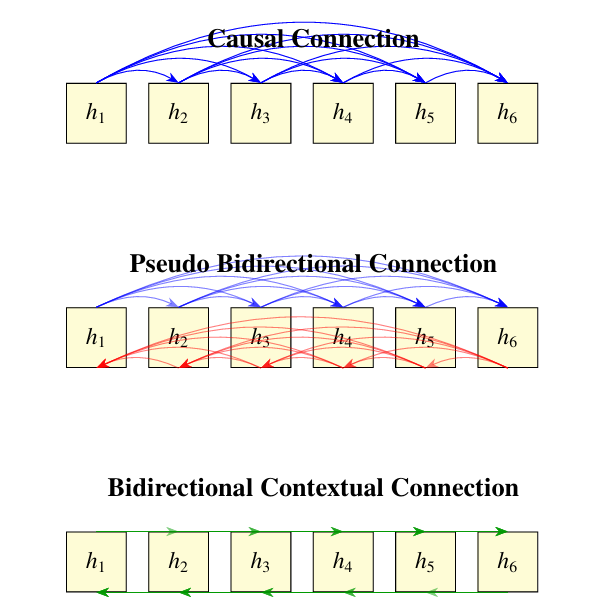 Causal Connection
h1 h2 h3 h4 h5 h6
Pseudo Bidirectional Connection
h1 h2 h3 h4 h5 h6
Bidirectional Contextual Connection
h1 h2 h3 h4 h5 h6